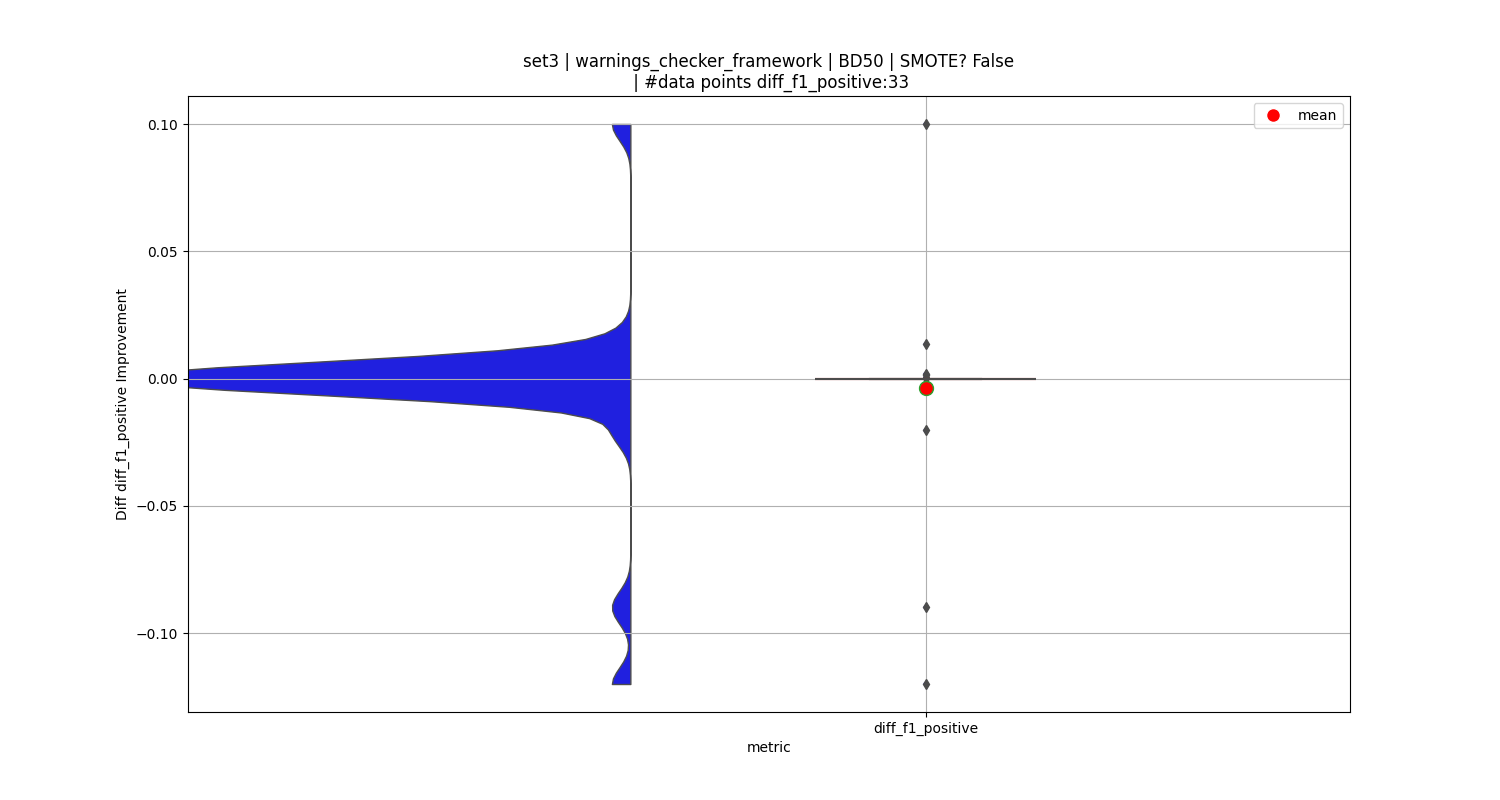 set3 | warnings_checker_framework | BD50 | SMOTE? False
| #data points diff_f1_positive:33
mean
0.10
0.05
0.00
−0.05
−0.10
Diff diff_f1_positive Improvement
diff_f1_positive
metric